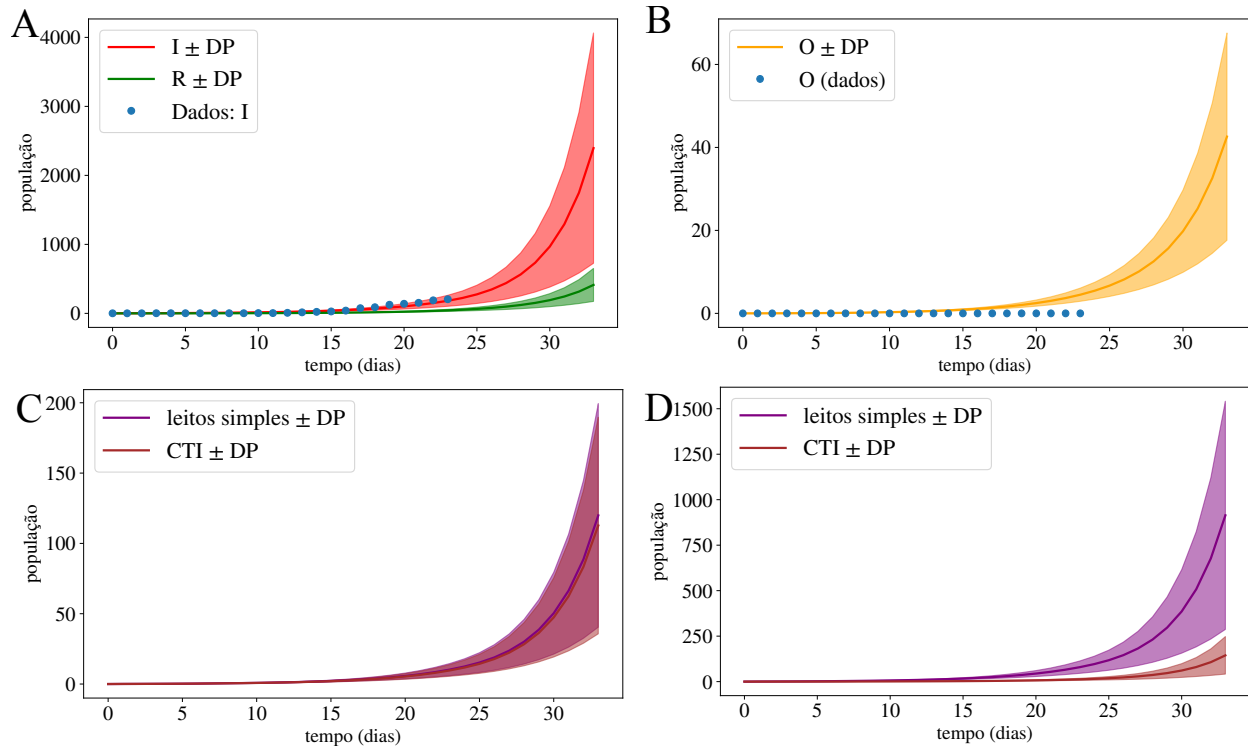 A
I ± DP
R ± DP
Dados: I
população
4000
3000
2000
1000
0
0 5 10 15 20 25 30
tempo (dias)
B
O ± DP
O (dados)
população
60
40
20
0
0 5 10 15 20 25 30
tempo (dias)
C
leitos simples ± DP
CTI ± DP
população
200
150
100
50
0
0 5 10 15 20 25 30
tempo (dias)
D
leitos simples ± DP
CTI ± DP
população
1500
1250
1000
750
500
250
0
0 5 10 15 20 25 30
tempo (dias)